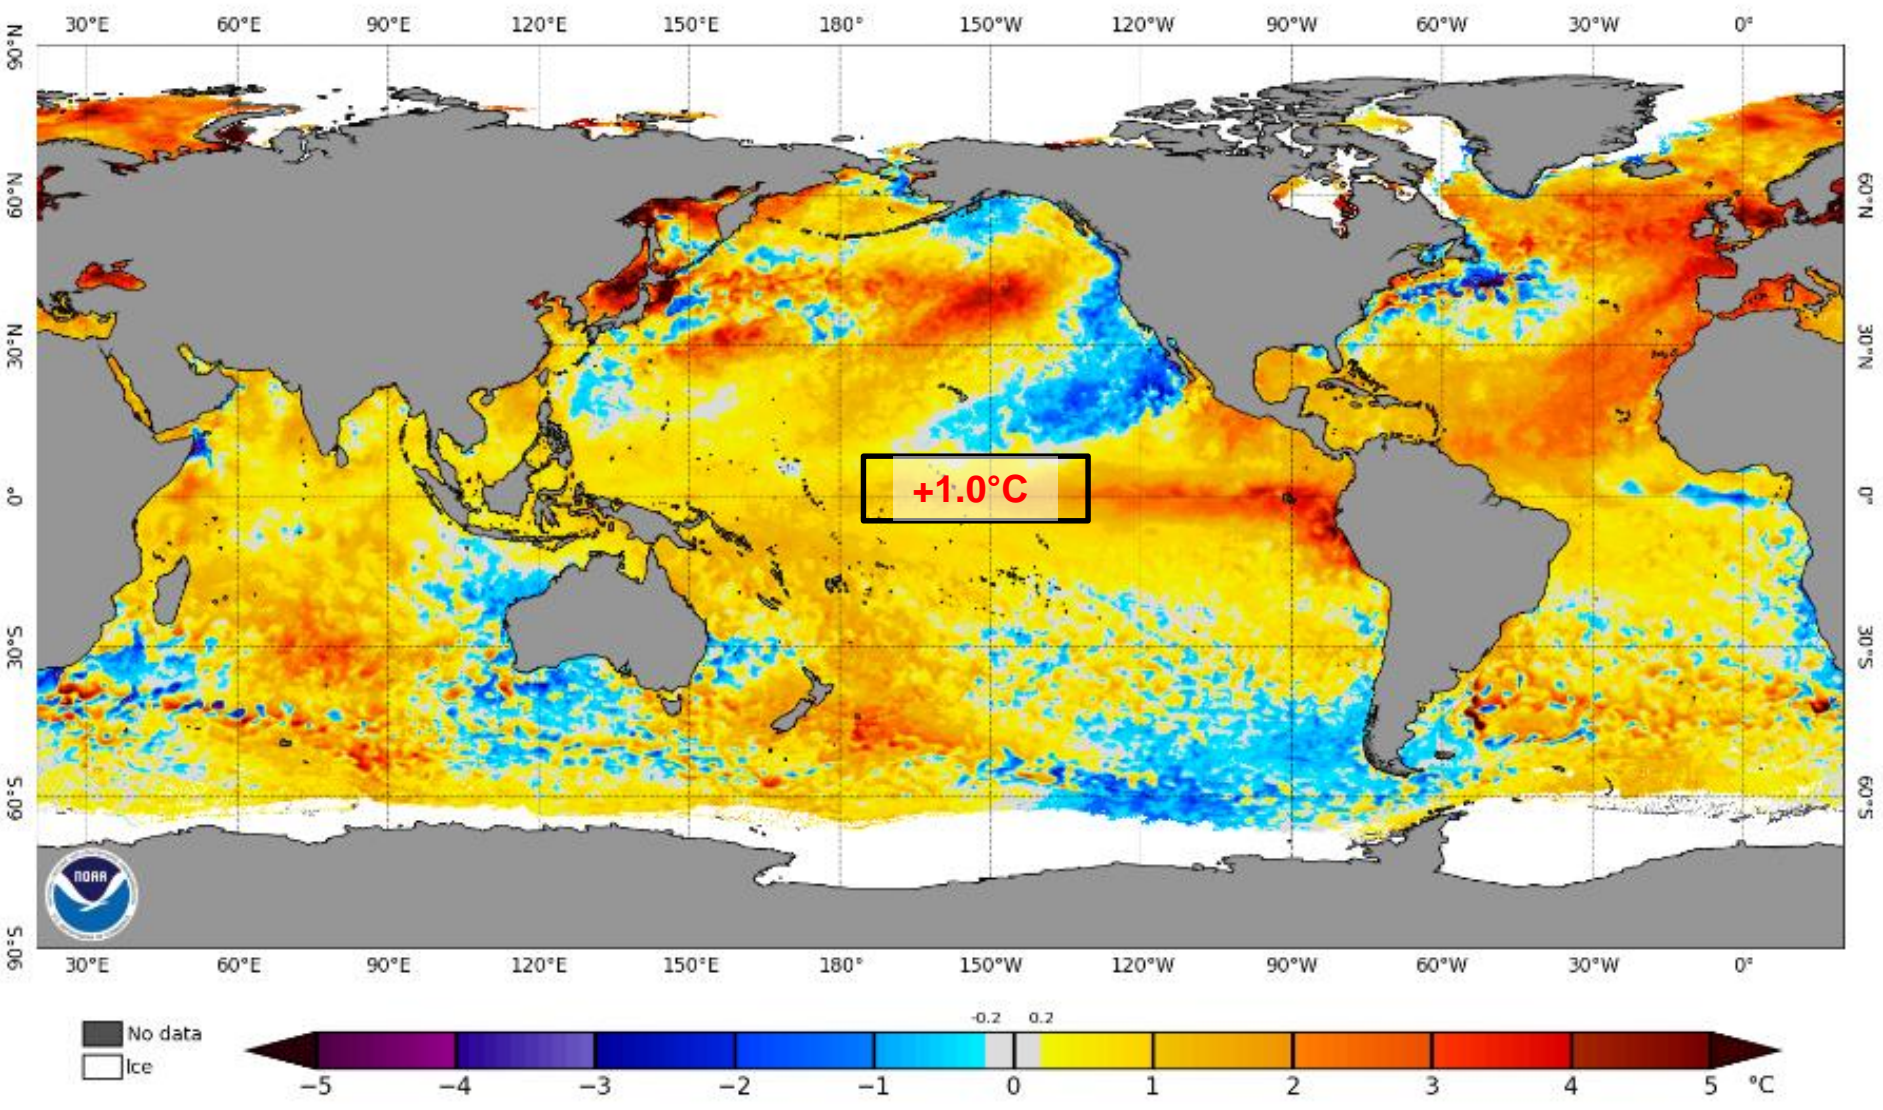 30°E 60°E 90°E 120°E 150°E 180° 150°W 120°W 90°W 60°W 30°W 0°
90°N
60°N 60°N
30°N 30°N
+1.0°C
0° 0°
30°S 30°S
60°S 60°S
NOAA
90°S
30°E 60°E 90°E 120°E 150°E 180° 150°W 120°W 90°W 60°W 30°W 0°
-0.2 0.2
No data
Ice
−5 −4 −3 −2 −1 0 1 2 3 4 5 °C